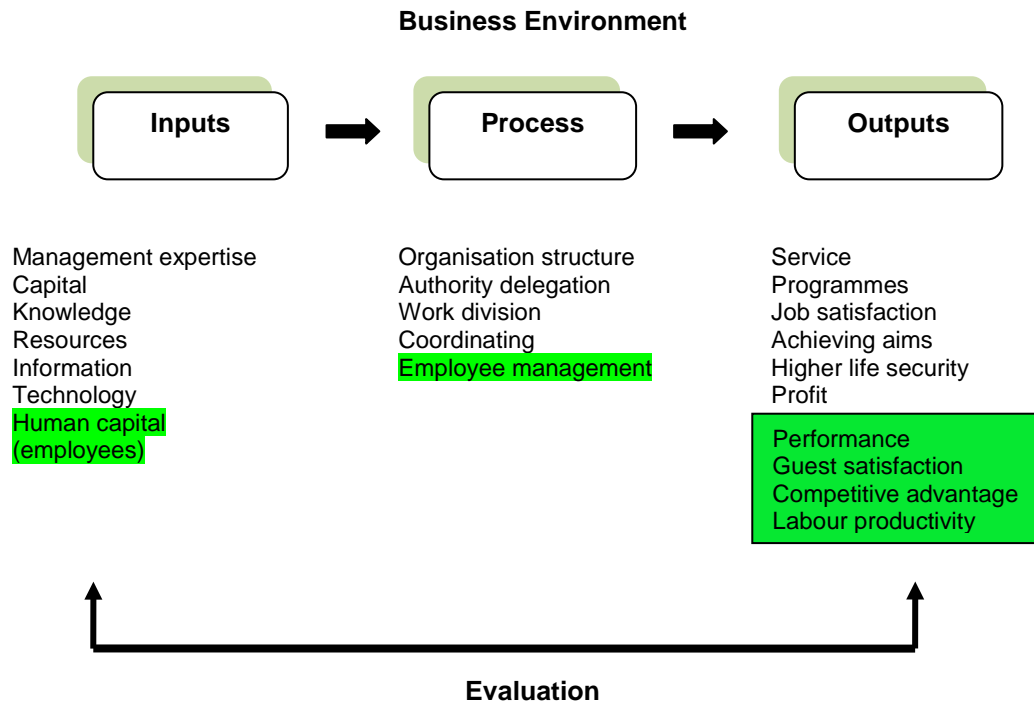 Business Environment
Inputs
Process
Outputs
Management expertise
Capital
Knowledge
Resources
Information
Technology
Human capital
(employees)
Organisation structure
Authority delegation
Work division
Coordinating
Employee management
Service
Programmes
Job satisfaction
Achieving aims
Higher life security
Profit
Performance
Guest satisfaction
Competitive advantage
Labour productivity
Evaluation